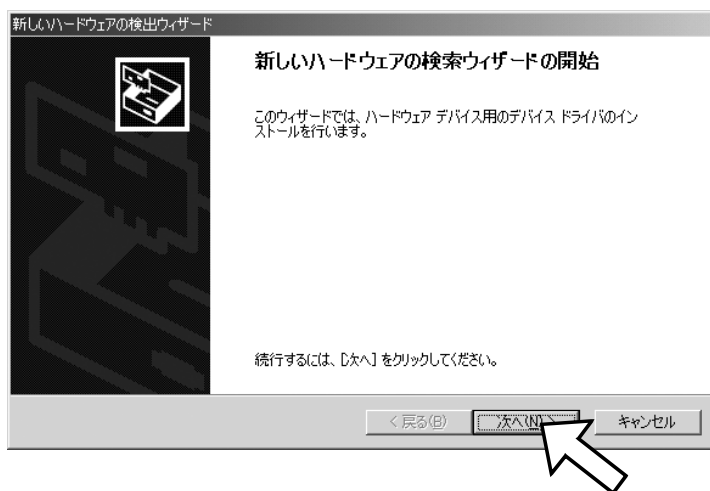 新しいハードウェアの検出ウィザード
新しいハードウェアの検索ウィザードの開始
このウィザードでは、ハードウェア デバイス用のデバイス ドライバのイン
ストールを行います。
続行するには、[次へ] をクリックしてください。
< 戻る(B)
次へ(N) >
キャンセル